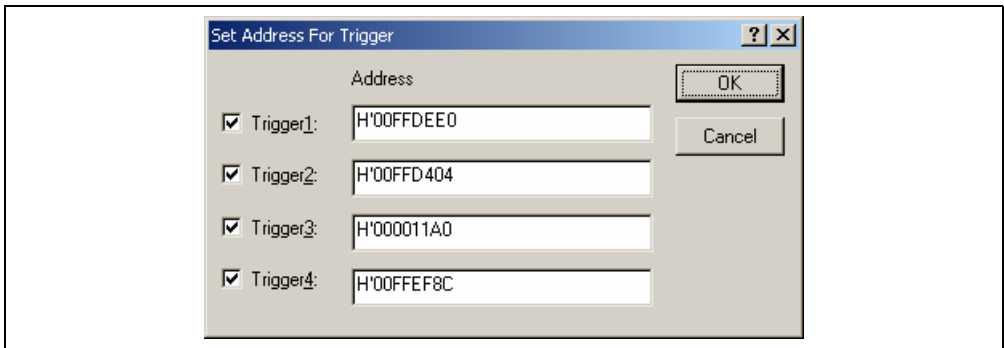 Set Address For Trigger
Address
OK
Trigger1: H'00FFDEE0
Cancel
Trigger2: H'00FFD404
Trigger3: H'000011A0
Trigger4: H'00FFEF8C